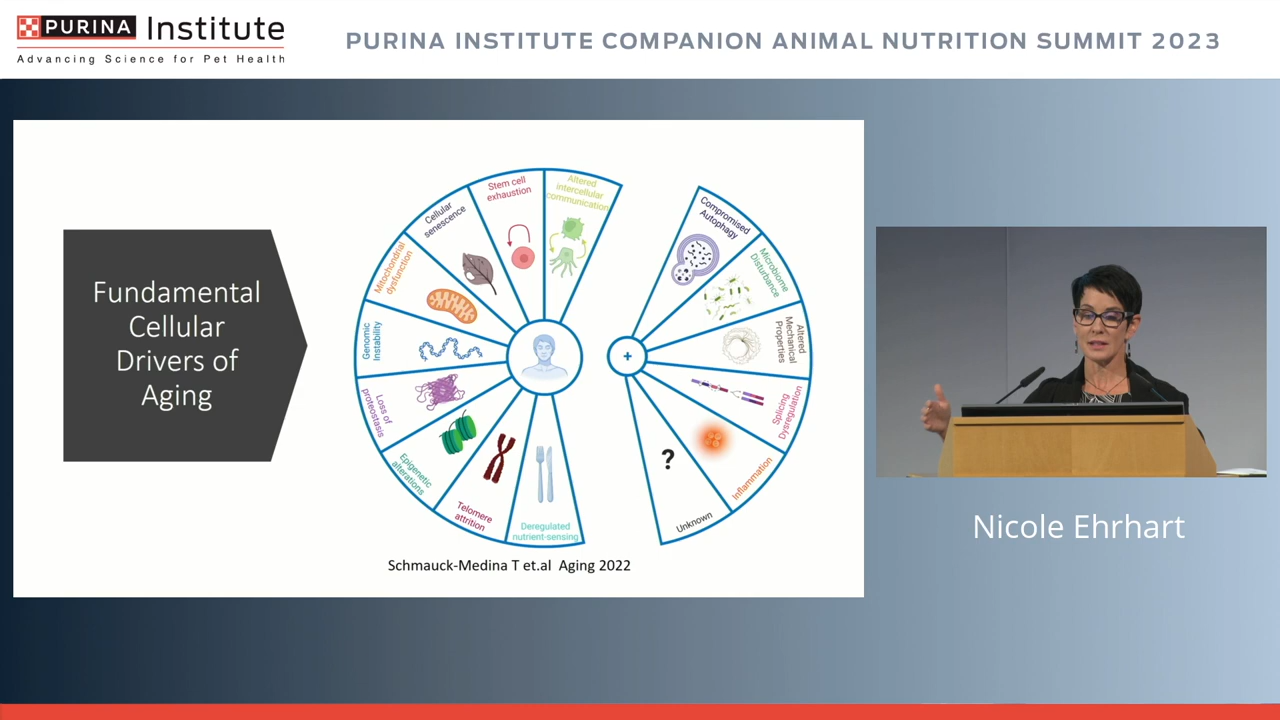 PURINA Institute
Advancing Science for Pet Health
PURINA INSTITUTE COMPANION ANIMAL NUTRITION SUMMIT 2023
Fundamental
Cellular
Drivers of
Aging
Altered
intercellular
communication
Stem cell
exhaustion
Cellular
senescence
Mitochondrial
dysfunction
Genomic
Instability
Loss of
proteostasis
Epigenetic
alterations
Telomere
attrition
Deregulated
nutrient-sensing
+
Compromised
Autophagy
Microbiome
Disturbance
Altered
Mechanical
Properties
Splicing
Dysregulation
Inflammation
?
Unknown
Schmauck-Medina T et.al Aging 2022
Nicole Ehrhart